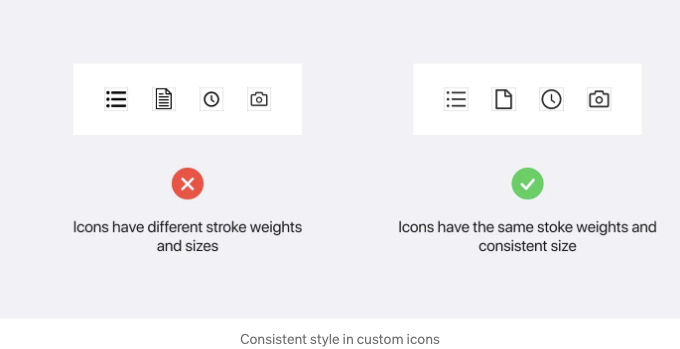 Icons have different stroke weights
and sizes
Icons have the same stoke weights and
consistent size
Consistent style in custom icons